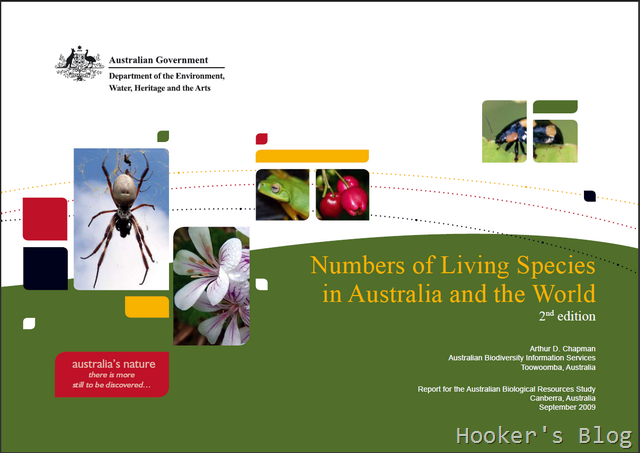 Australian Government
Department of the Environment,
Water, Heritage and the Arts
Numbers of Living Species
in Australia and the World
2nd edition
australia's nature
there is more
still to be discovered...
Arthur D. Chapman
Australian Biodiversity Information Services
Toowoomba, Australia
Report for the Australian Biological Resources Study
Canberra, Australia
September 2009
Hooker's Blog